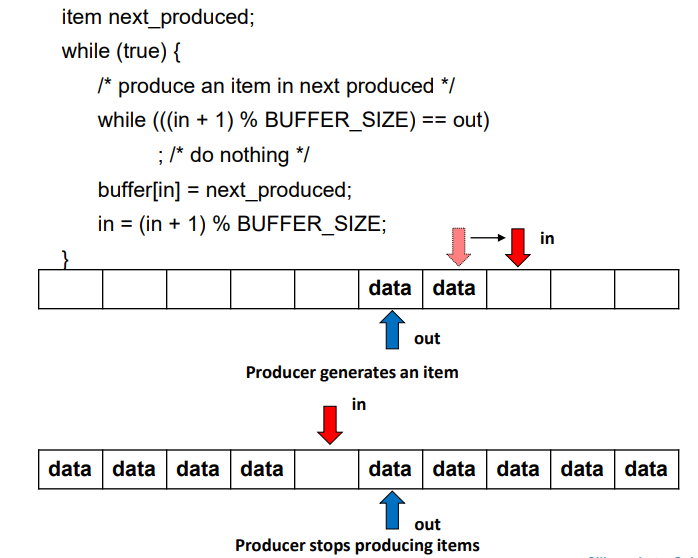 item next_produced;
while (true) {
/* produce an item in next produced */
while (((in + 1) % BUFFER_SIZE) == out)
; /* do nothing */
buffer[in] = next_produced;
in = (in + 1) % BUFFER_SIZE;
}
in
data data
out
Producer generates an item
in
data data data data data data data data data
out
Producer stops producing items